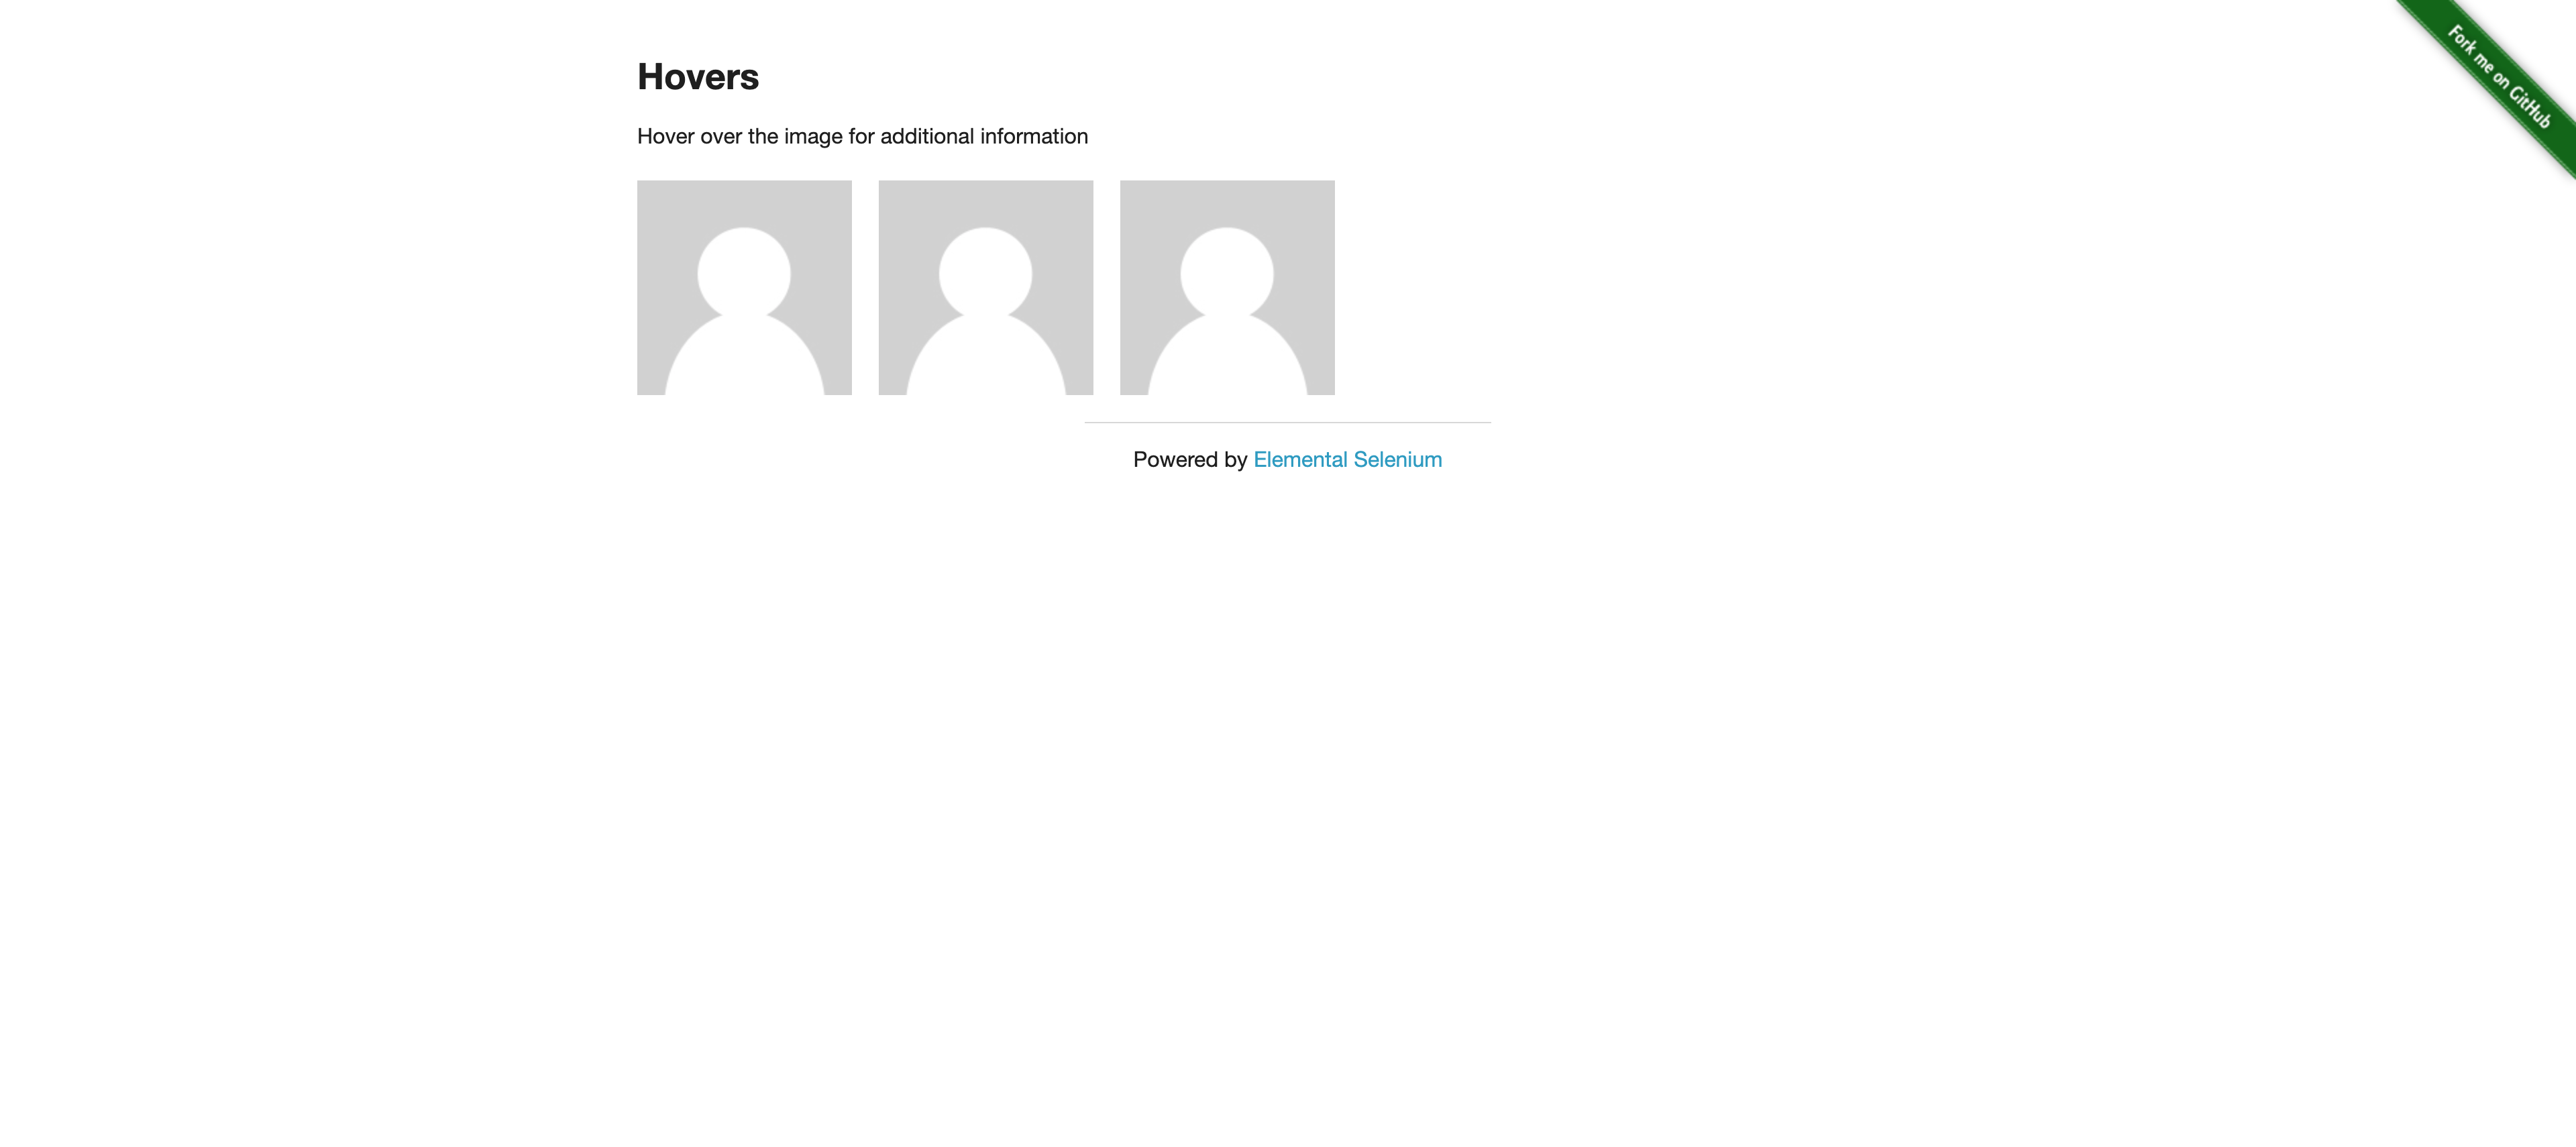 Hovers
Fork me on GitHub
Hover over the image for additional information
Powered by Elemental Selenium